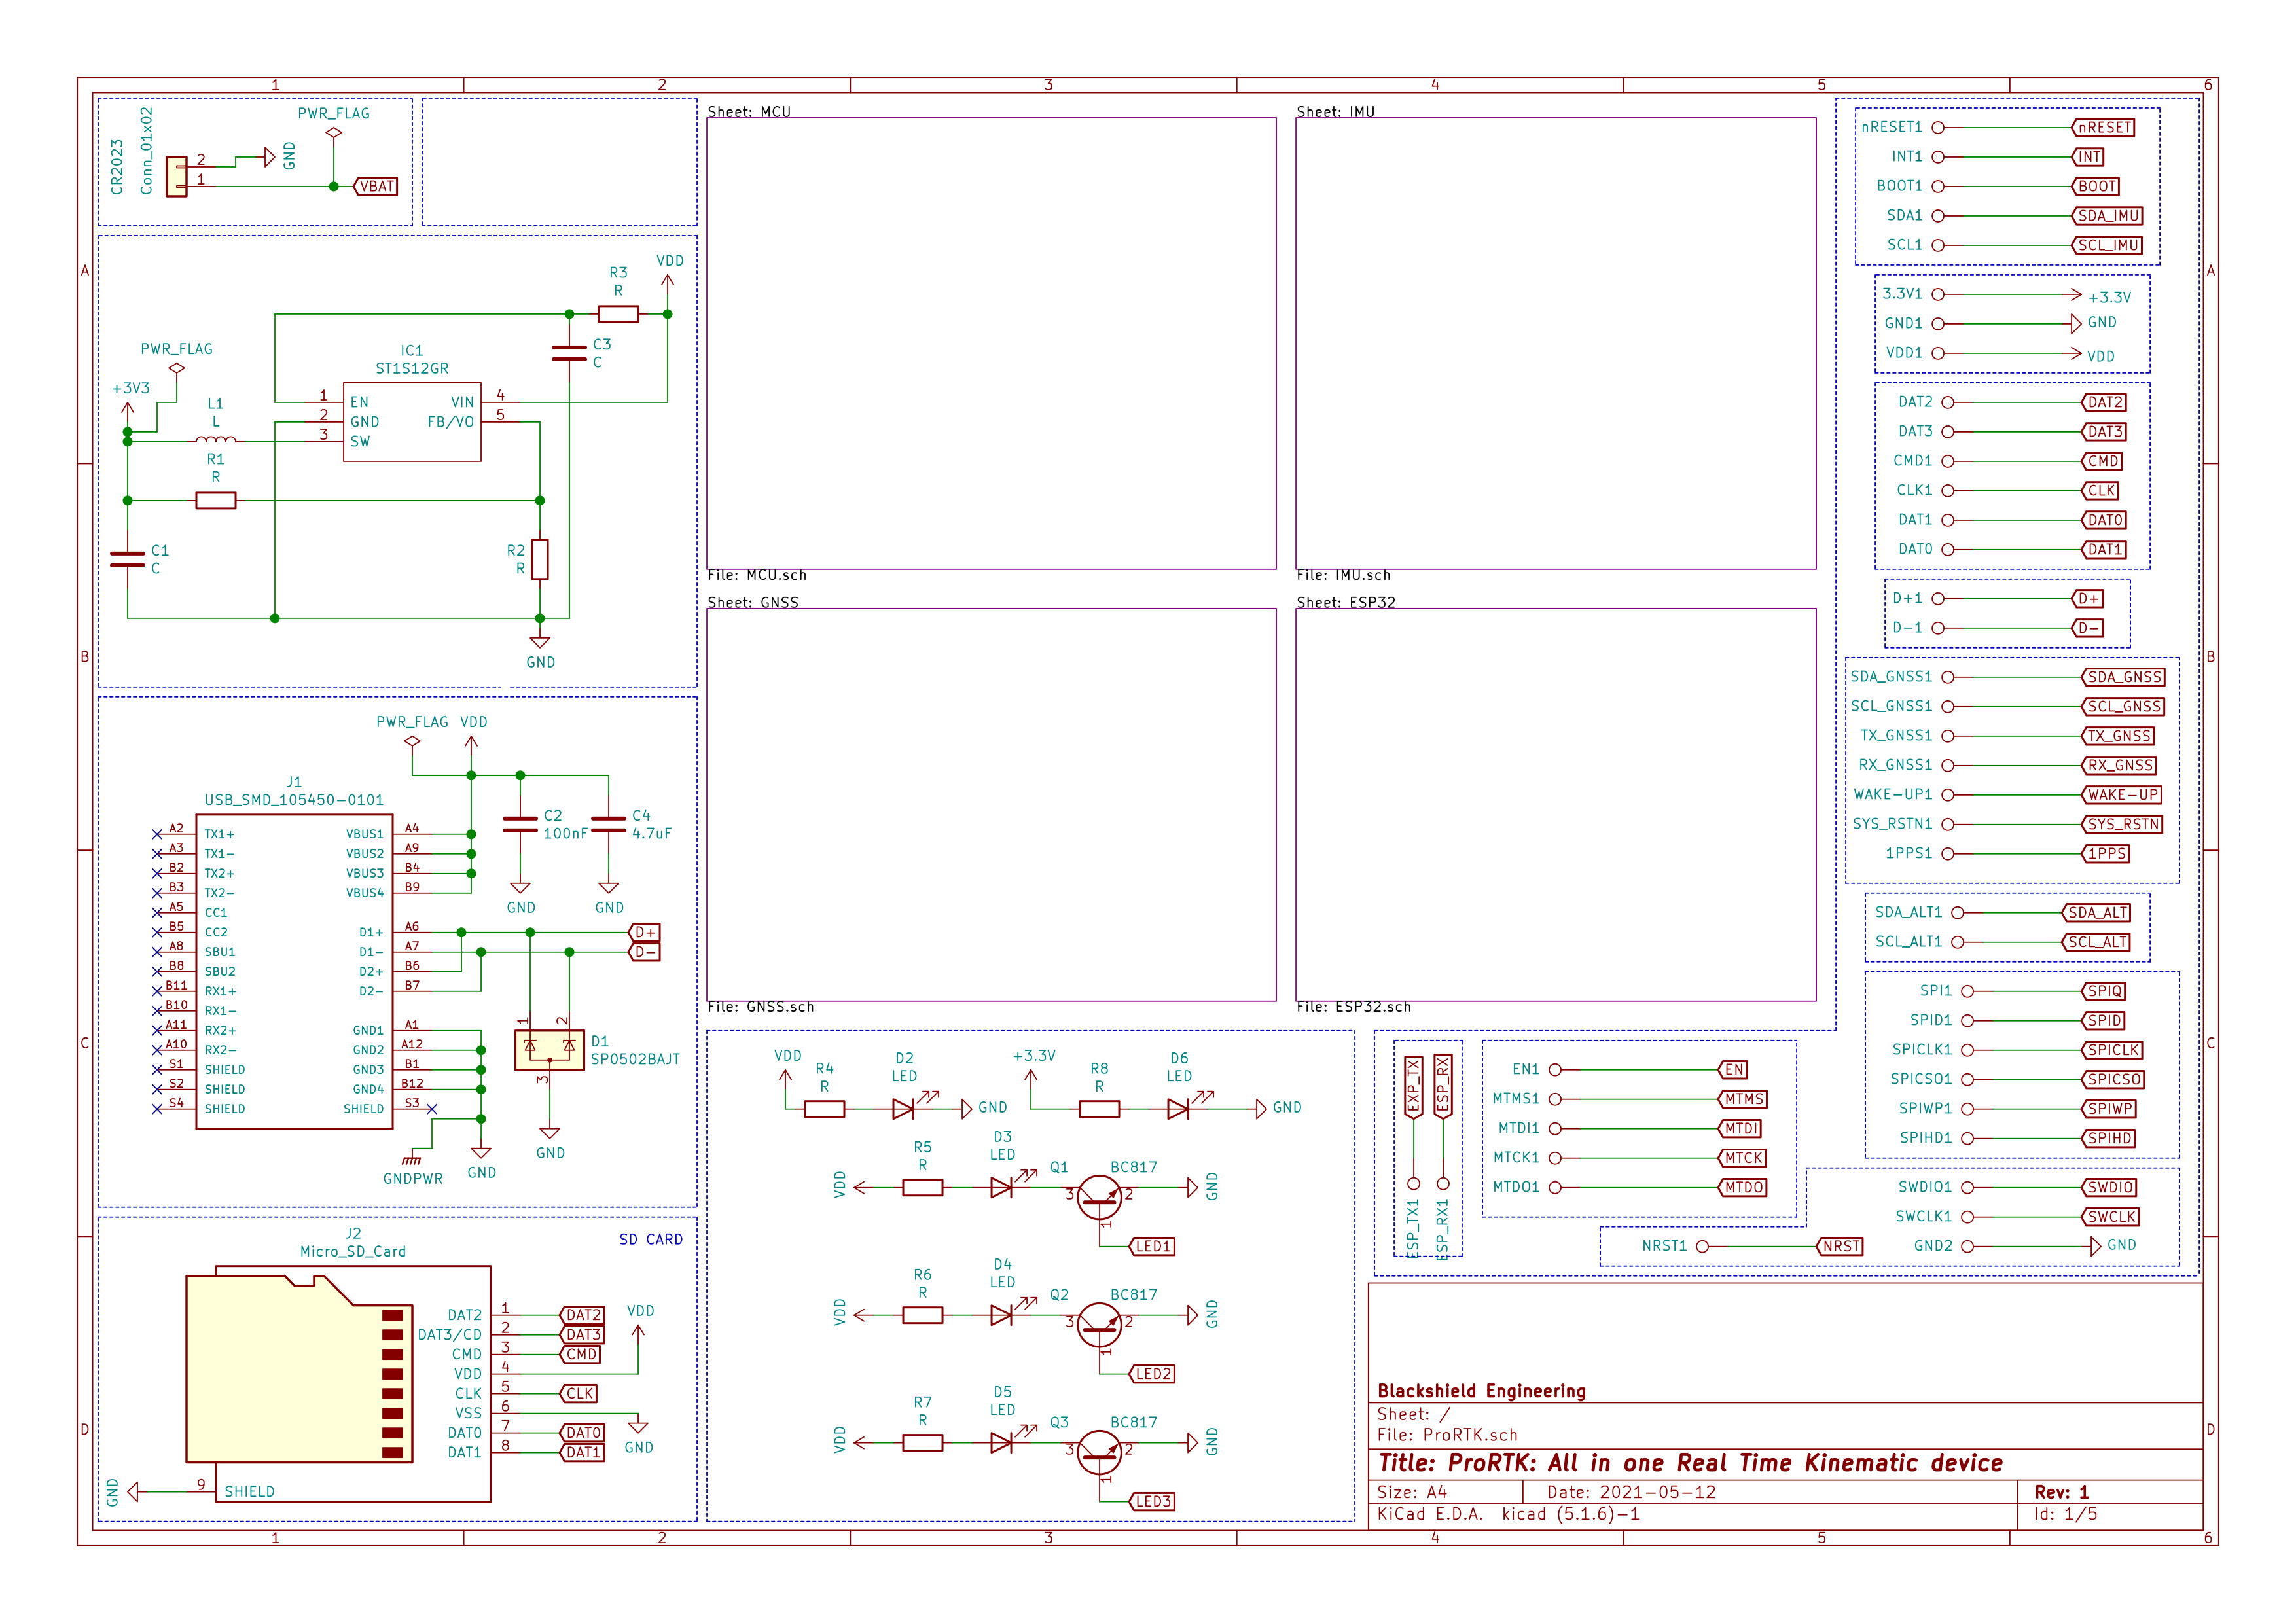 1 2 3 4 5 6
A
B
C
D
CR2023
Conn_01x02
2
1
PWR_FLAG
GND
VBAT
PWR_FLAG
+3V3
L1
L
R1
R
C1
C
IC1
ST1S12GR
1 EN
2 GND
3 SW
VIN 4
FB/VO 5
R3
R
VDD
C3
C
R2
R
GND
PWR_FLAG VDD
J1
USB_SMD_105450-0101
A2 TX1+
A3 TX1-
B2 TX2+
B3 TX2-
A5 CC1
B5 CC2
A8 SBU1
B8 SBU2
B11 RX1+
B10 RX1-
A11 RX2+
A10 RX2-
S1 SHIELD
S2 SHIELD
S4 SHIELD
VBUS1 A4
VBUS2 A9
VBUS3 B4
VBUS4 B9
D1+ A6
D1- A7
D2+ B6
D2- B7
GND1 A1
GND2 A12
GND3 B1
GND4 B12
SHIELD S3
C2
100nF
C4
4.7uF
GND
GND
D+
D-
1
2
3
D1
SP0502BAJT
GND
GND
GNDPWR
SD CARD
J2
Micro_SD_Card
DAT2 1 DAT2
DAT3/CD 2 DAT3
CMD 3 CMD
VDD 4
CLK 5 CLK
VSS 6
DAT0 7 DAT0
DAT1 8 DAT1
VDD
GND
GND
9 SHIELD
Sheet: MCU
File: MCU.sch
Sheet: IMU
File: IMU.sch
Sheet: GNSS
File: GNSS.sch
Sheet: ESP32
File: ESP32.sch
VDD
R4
R
D2
LED
GND
+3.3V
R8
R
D6
LED
GND
VDD
R5
R
D3
LED
Q1
BC817
3
2
1
GND
LED1
VDD
R6
R
D4
LED
Q2
BC817
3
2
1
GND
LED2
VDD
R7
R
D5
LED
Q3
BC817
3
2
1
GND
LED3
nRESET1 nRESET
INT1 INT
BOOT1 BOOT
SDA1 SDA_IMU
SCL1 SCL_IMU
3.3V1 +3.3V
GND1 GND
VDD1 VDD
DAT2 DAT2
DAT3 DAT3
CMD1 CMD
CLK1 CLK
DAT1 DAT0
DAT0 DAT1
D+1 D+
D-1 D-
SDA_GNSS1 SDA_GNSS
SCL_GNSS1 SCL_GNSS
TX_GNSS1 TX_GNSS
RX_GNSS1 RX_GNSS
WAKE-UP1 WAKE-UP
SYS_RSTN1 SYS_RSTN
1PPS1 1PPS
SDA_ALT1 SDA_ALT
SCL_ALT1 SCL_ALT
SPI1 SPIQ
SPID1 SPID
SPICLK1 SPICLK
SPICSO1 SPICSO
SPIWP1 SPIWP
SPIHD1 SPIHD
EXP_TX
ESP_RX
ESP_TX1
ESP_RX1
EN1 EN
MTMS1 MTMS
MTDI1 MTDI
MTCK1 MTCK
MTDO1 MTDO
SWDIO1 SWDIO
SWCLK1 SWCLK
NRST1 NRST
GND2 GND
Blackshield Engineering
Sheet: /
File: ProRTK.sch
Title: ProRTK: All in one Real Time Kinematic device
Size: A4 Date: 2021-05-12 Rev: 1
KiCad E.D.A. kicad (5.1.6)-1 Id: 1/5
A
B
C
D
1 2 3 4 5 6